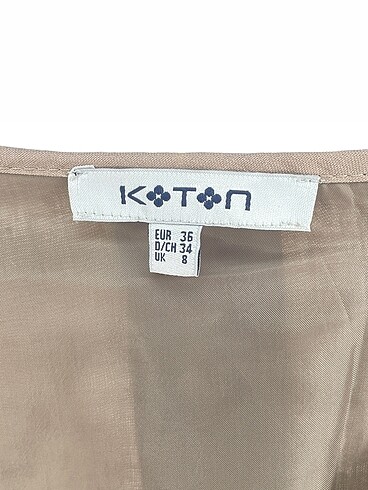 KOTON
EUR 36
D/CH 34
UK 8